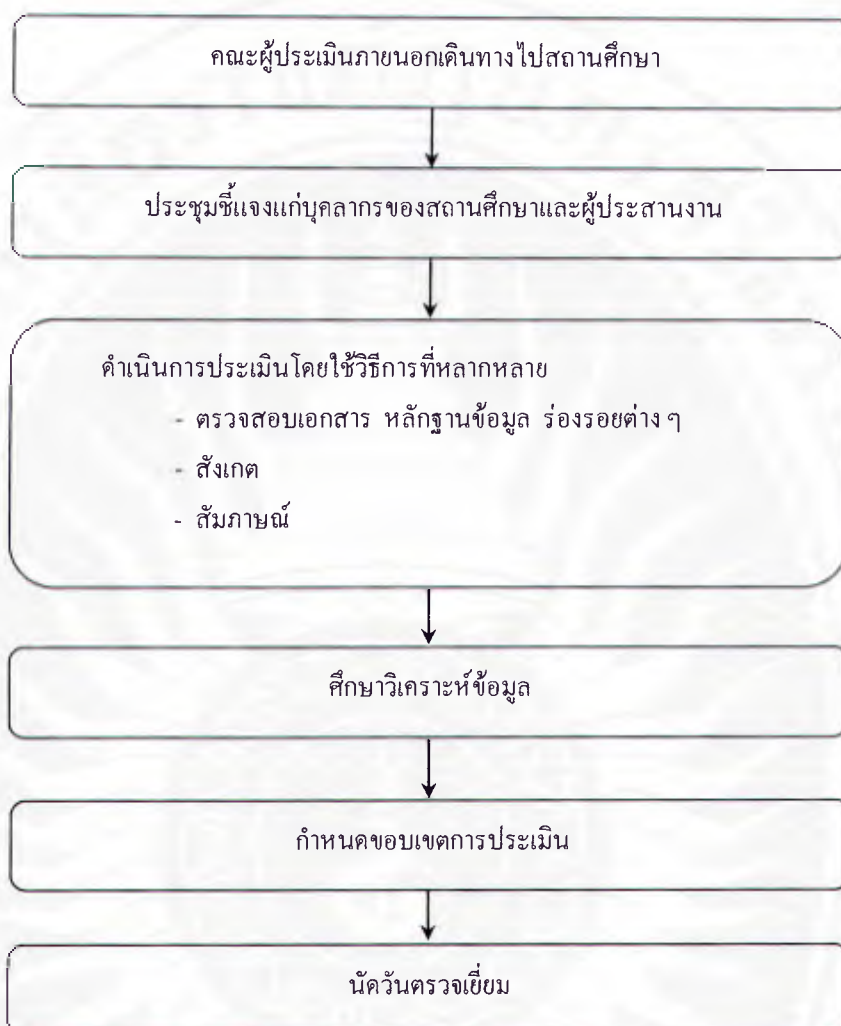 คณะผู้ประเมินภายนอกเดินทางไปสถานศึกษา
ประชุมชี้แจงแก่บุคลากรของสถานศึกษาและผู้ประสานงาน
ดำเนินการประเมินโดยใช้วิธีการที่หลากหลาย
- ตรวจสอบเอกสาร หลักฐานข้อมูล ร่องรอยต่าง ๆ
- สังเกต
- สัมภาษณ์
ศึกษาวิเคราะห์ข้อมูล
กำหนดขอบเขตการประเมิน
นัดวันตรวจเยี่ยม